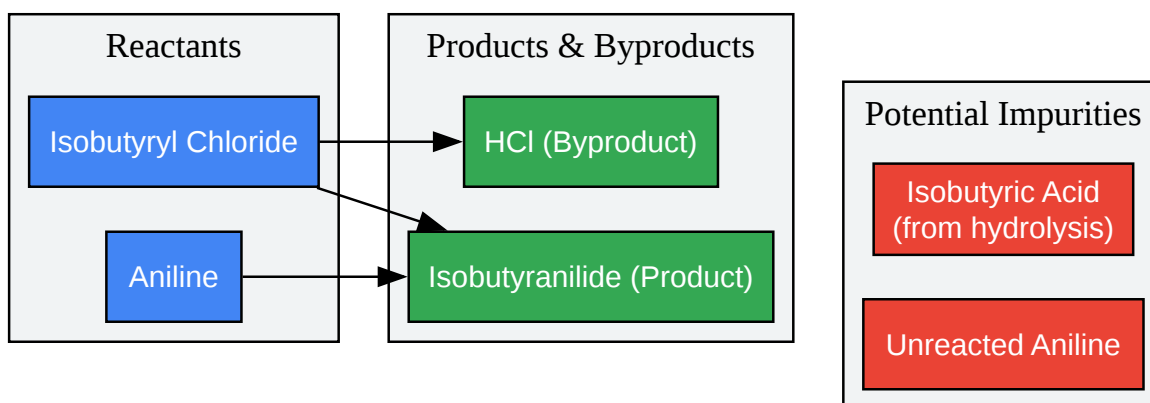 Reactants
Isobutyryl Chloride
Aniline
Products & Byproducts
HCl (Byproduct)
Isobutyranilide (Product)
Potential Impurities
Isobutyric Acid
(from hydrolysis)
Unreacted Aniline